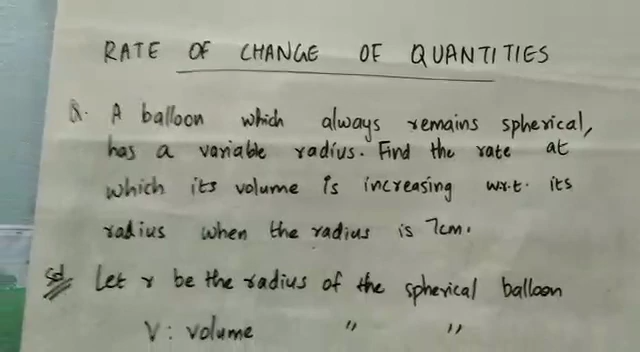 RATE OF CHANGE OF QUANTITIES
Q. A balloon which always remains spherical,
has a variable radius. Find the rate at
which its volume is increasing w.r.t. its
radius when the radius is 7cm.
Sol Let r be the radius of the spherical balloon
V : volume " "